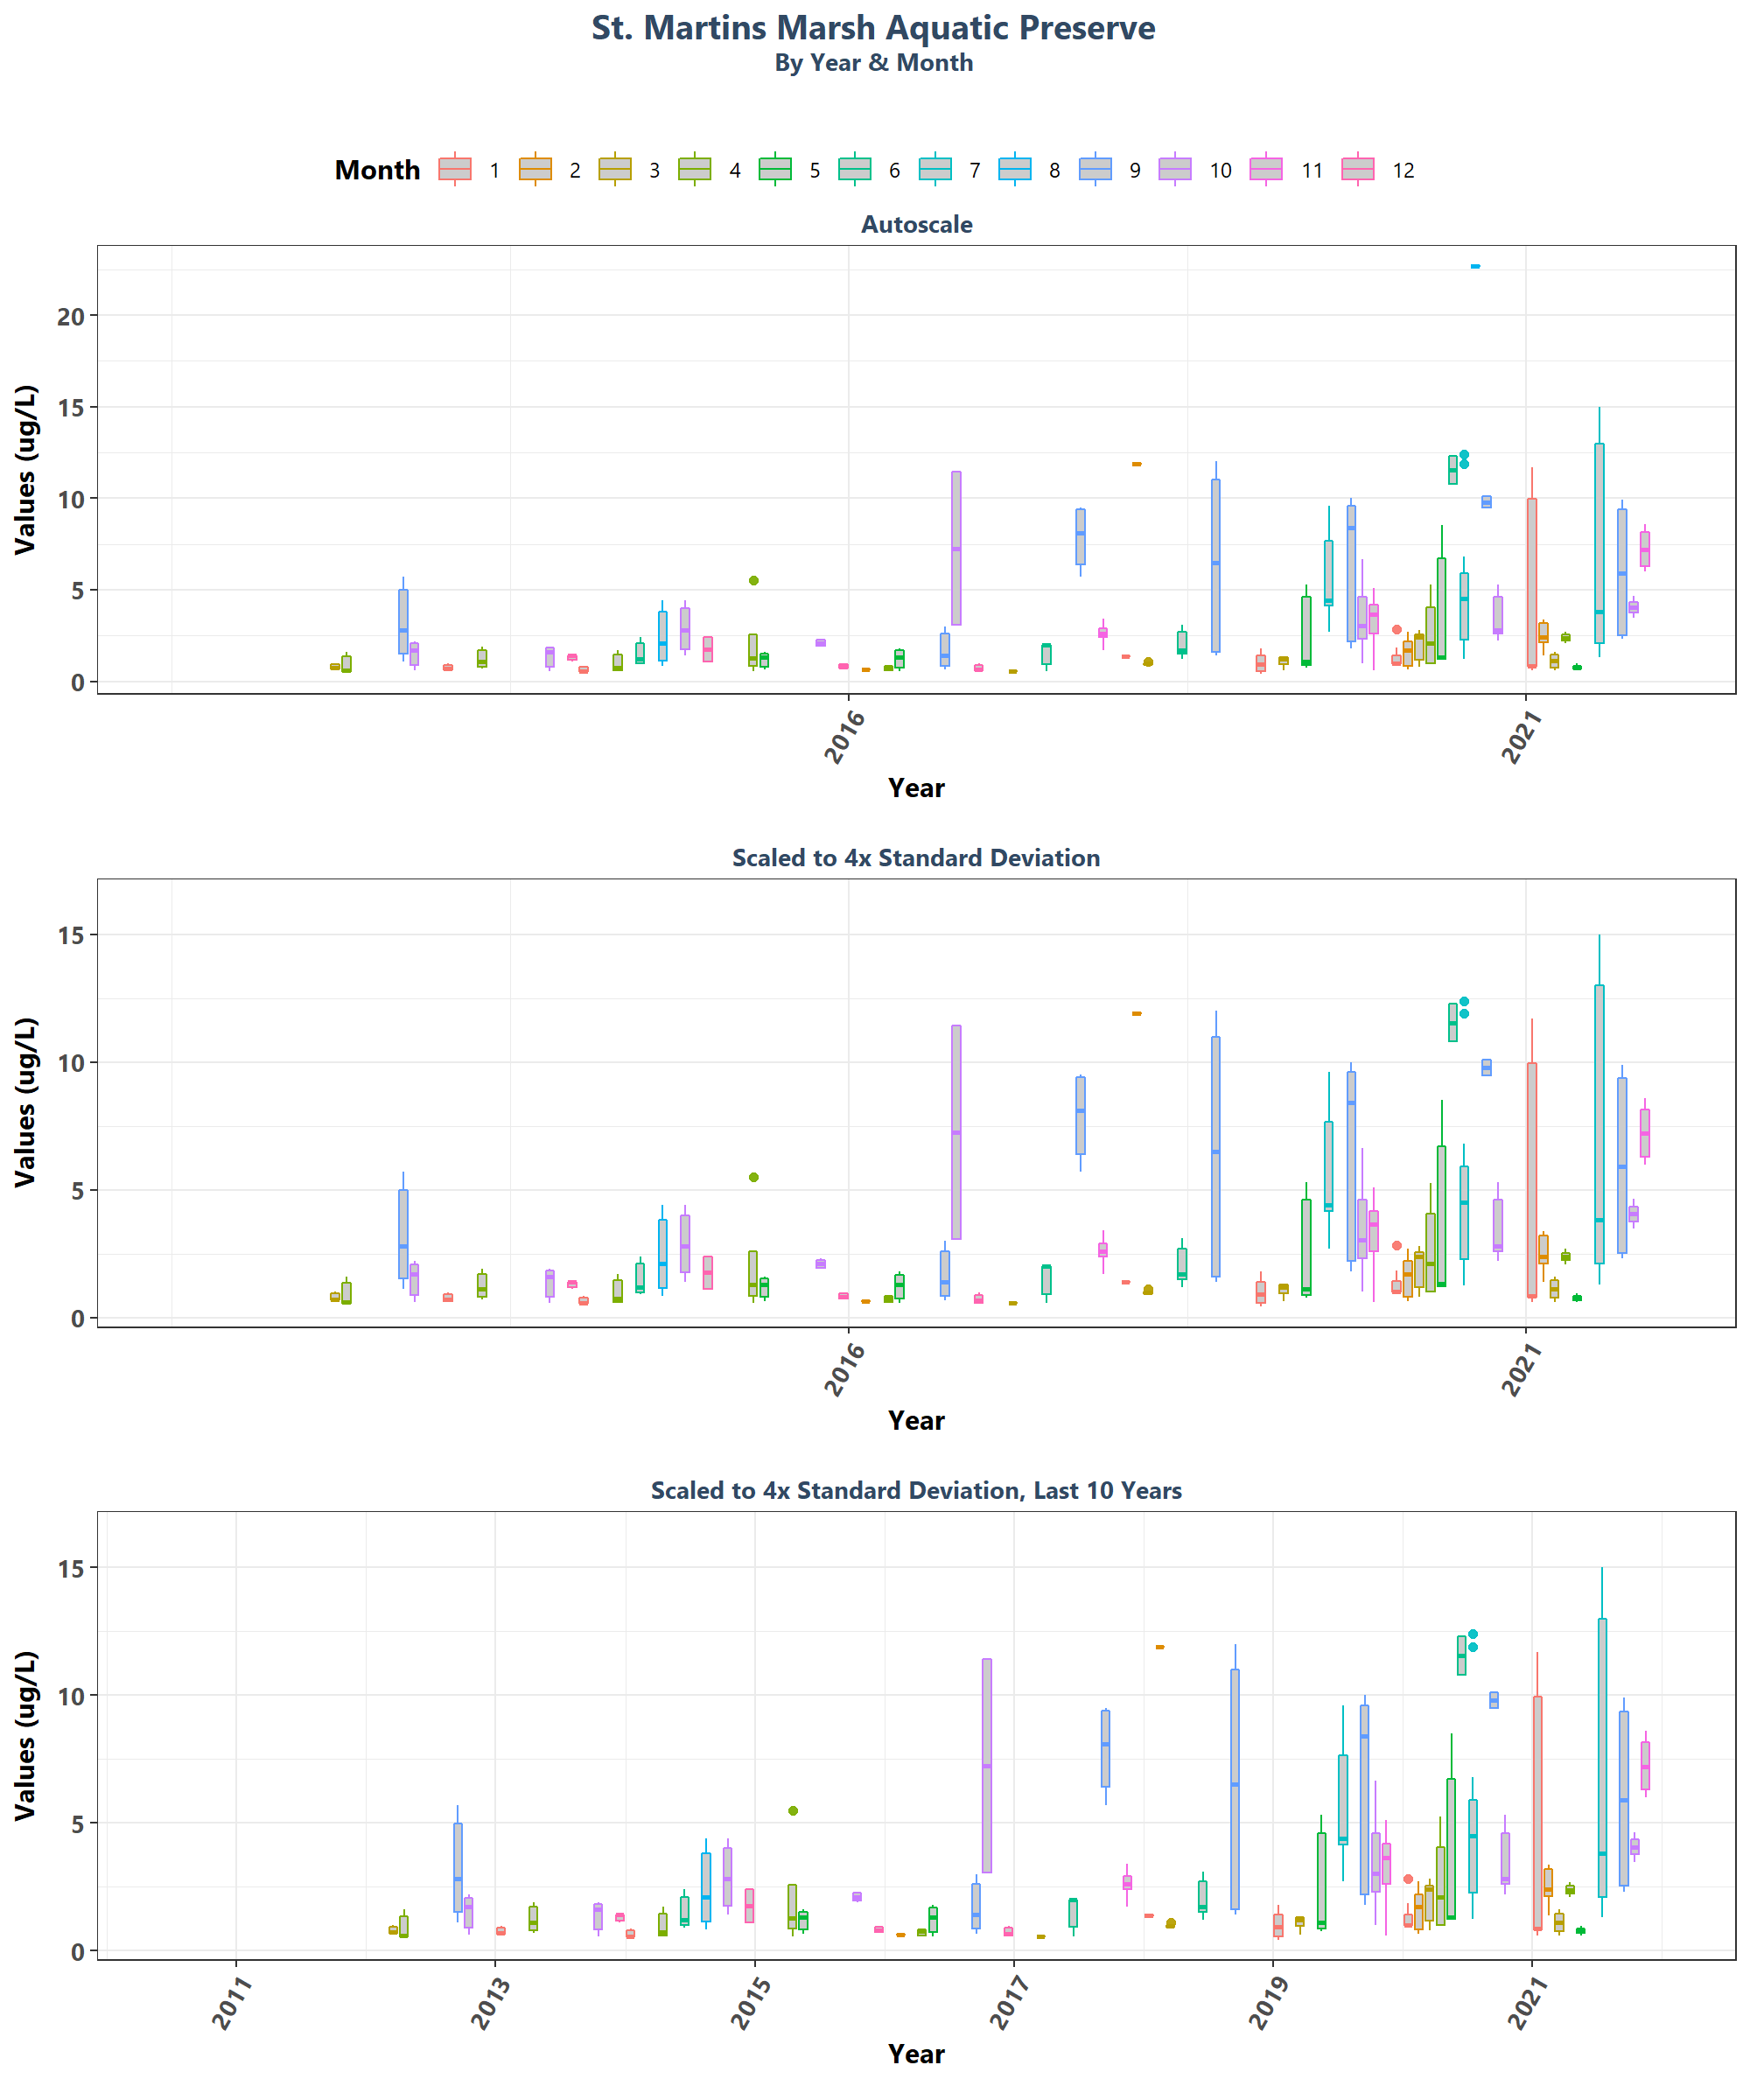 St. Martins Marsh Aquatic Preserve
By Year & Month
Month 1 2 3 4 5 6 7 8 9 10 11 12
Autoscale
Values (ug/L)
20
15
10
5
0
2016 2021
Year
Scaled to 4x Standard Deviation
Values (ug/L)
15
10
5
0
2016 2021
Year
Scaled to 4x Standard Deviation, Last 10 Years
Values (ug/L)
15
10
5
0
2011 2013 2015 2017 2019 2021
Year